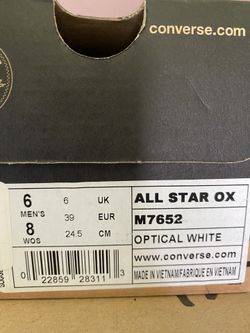 converse.com
6 6 UK
MEN'S 39 EUR
8 24.5 CM
WOS
ALL STAR OX
M7652
OPTICAL WHITE
www.converse.com
MADE IN VIETNAM/FABRIQUÉ EN VIETNAM
0 22859 28311 3